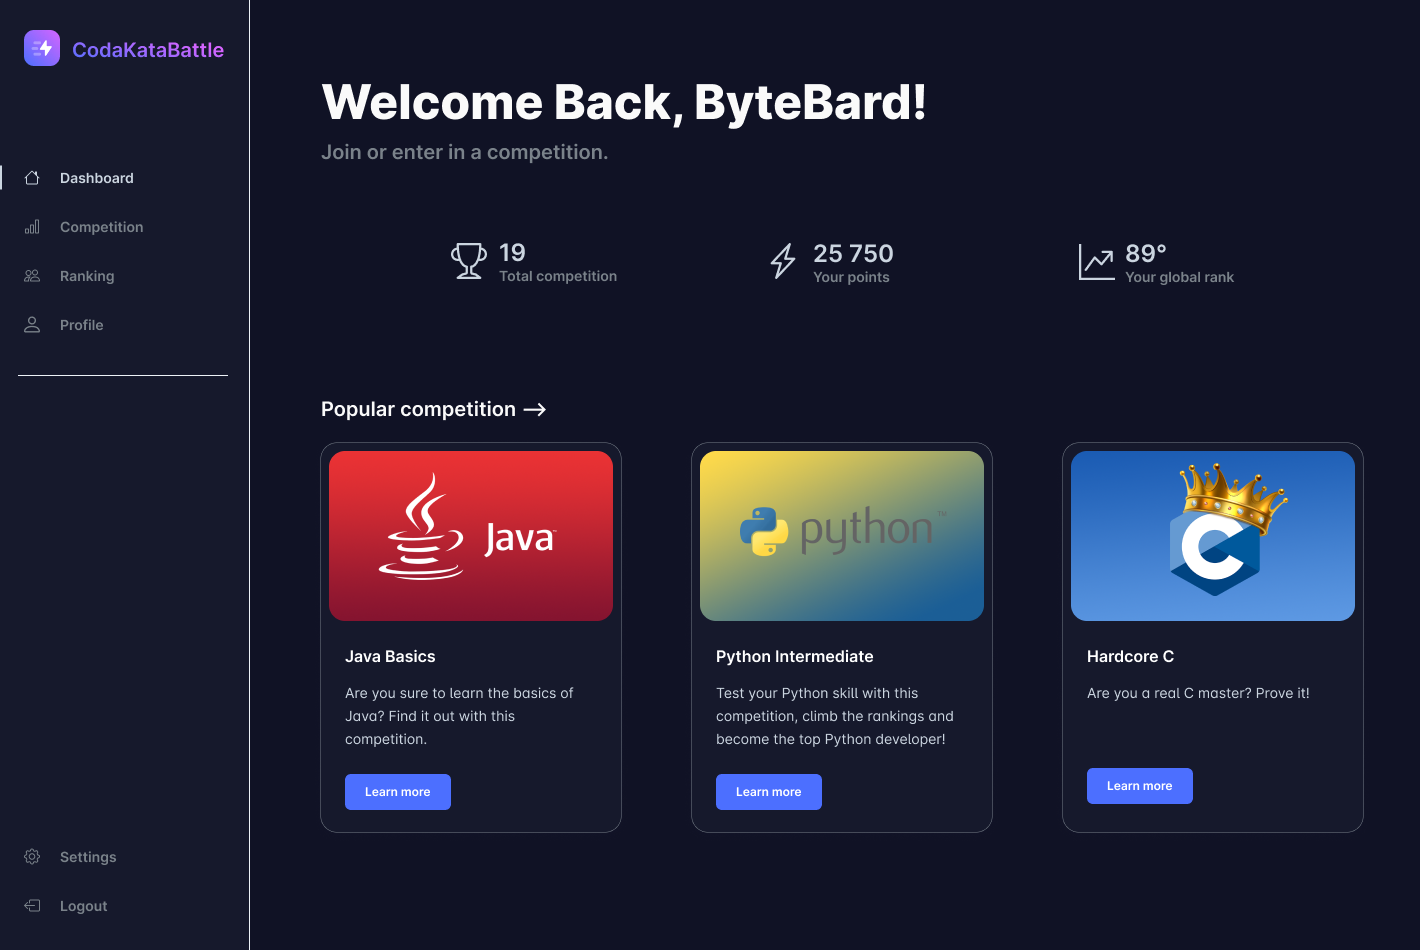 CodaKataBattle
Dashboard
Competition
Ranking
Profile
Settings
Logout
Welcome Back, ByteBard!
Join or enter in a competition.
19
Total competition
25 750
Your points
89°
Your global rank
Popular competition →
Java™
Java Basics
Are you sure to learn the basics of
Java? Find it out with this
competition.
Learn more
python™
Python Intermediate
Test your Python skill with this
competition, climb the rankings and
become the top Python developer!
Learn more
C
Hardcore C
Are you a real C master? Prove it!
Learn more